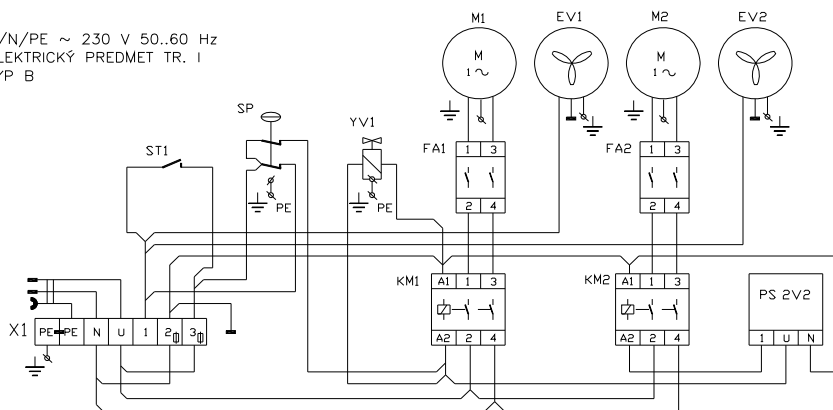 /N/PE ~ 230 V 50..60 Hz
LEKTRICKÝ PREDMET TR. I
YP B
M1
EV1
M2
EV2
M
1 ~
M
1 ~
SP
YV1
ST1
FA1
1 3
2 4
FA2
1 3
2 4
PE
PE
KM1
A1 1 3
A2 2 4
KM2
A1 1 3
A2 2 4
PS 2V2
1 U N
X1
PE PE N U 1 2 3